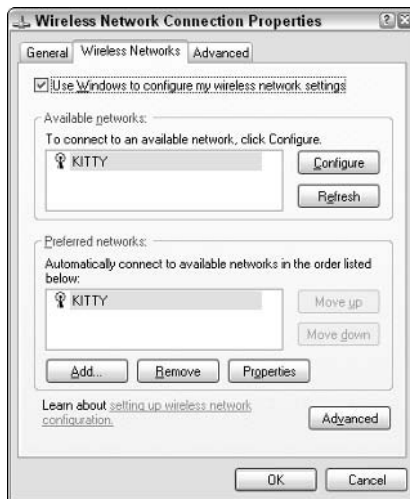 Wireless Network Connection Properties
General Wireless Networks Advanced
Use Windows to configure my wireless network settings
Available networks:
To connect to an available network, click Configure.
KITTY
Configure
Refresh
Preferred networks:
Automatically connect to available networks in the order listed
below:
KITTY
Move up
Move down
Add... Remove Properties
Learn about setting up wireless network
configuration.
Advanced
OK Cancel